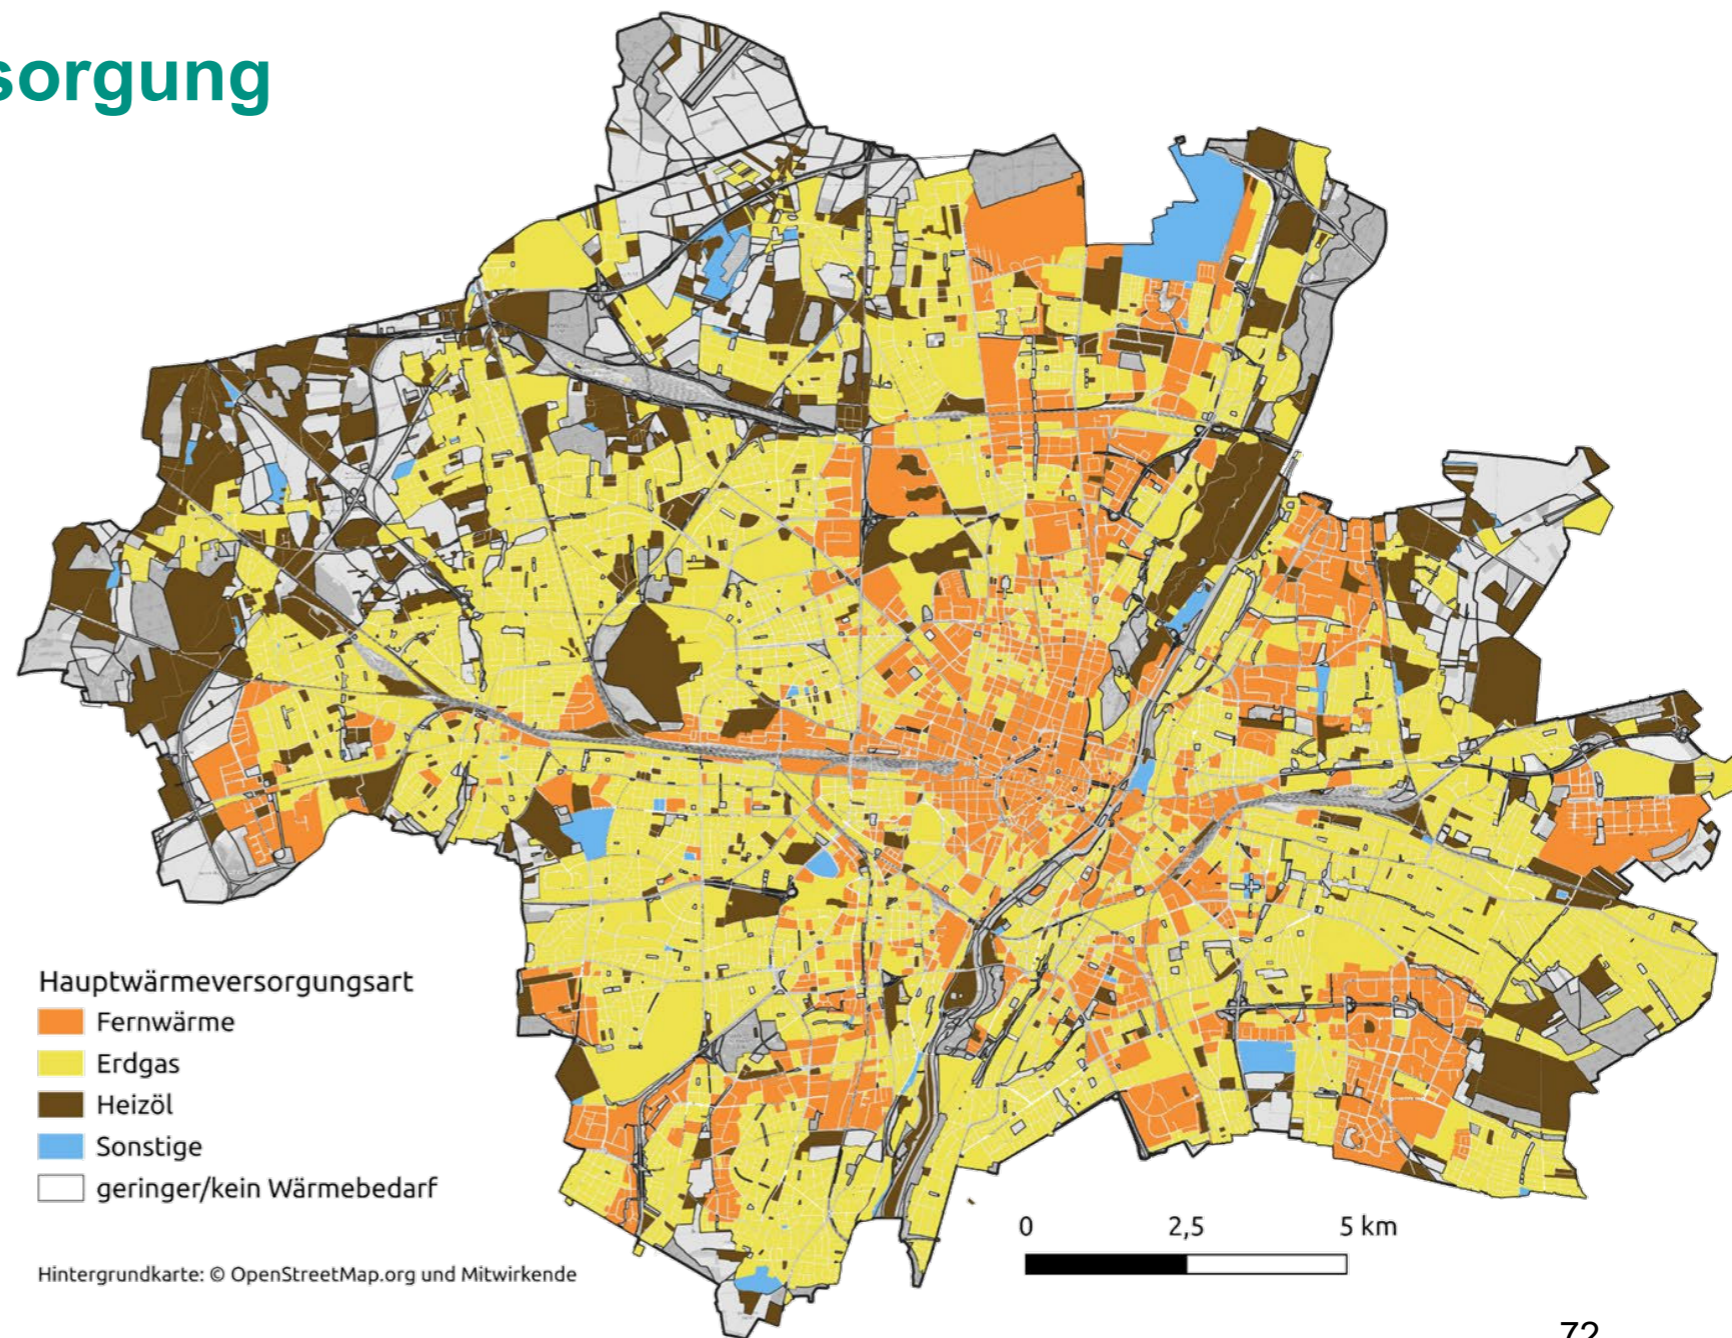 sorgung
Hauptwärmeversorgungsart
Fernwärme
Erdgas
Heizöl
Sonstige
geringer/kein Wärmebedarf
Hintergrundkarte: © OpenStreetMap.org und Mitwirkende
0 2,5 5 km
72